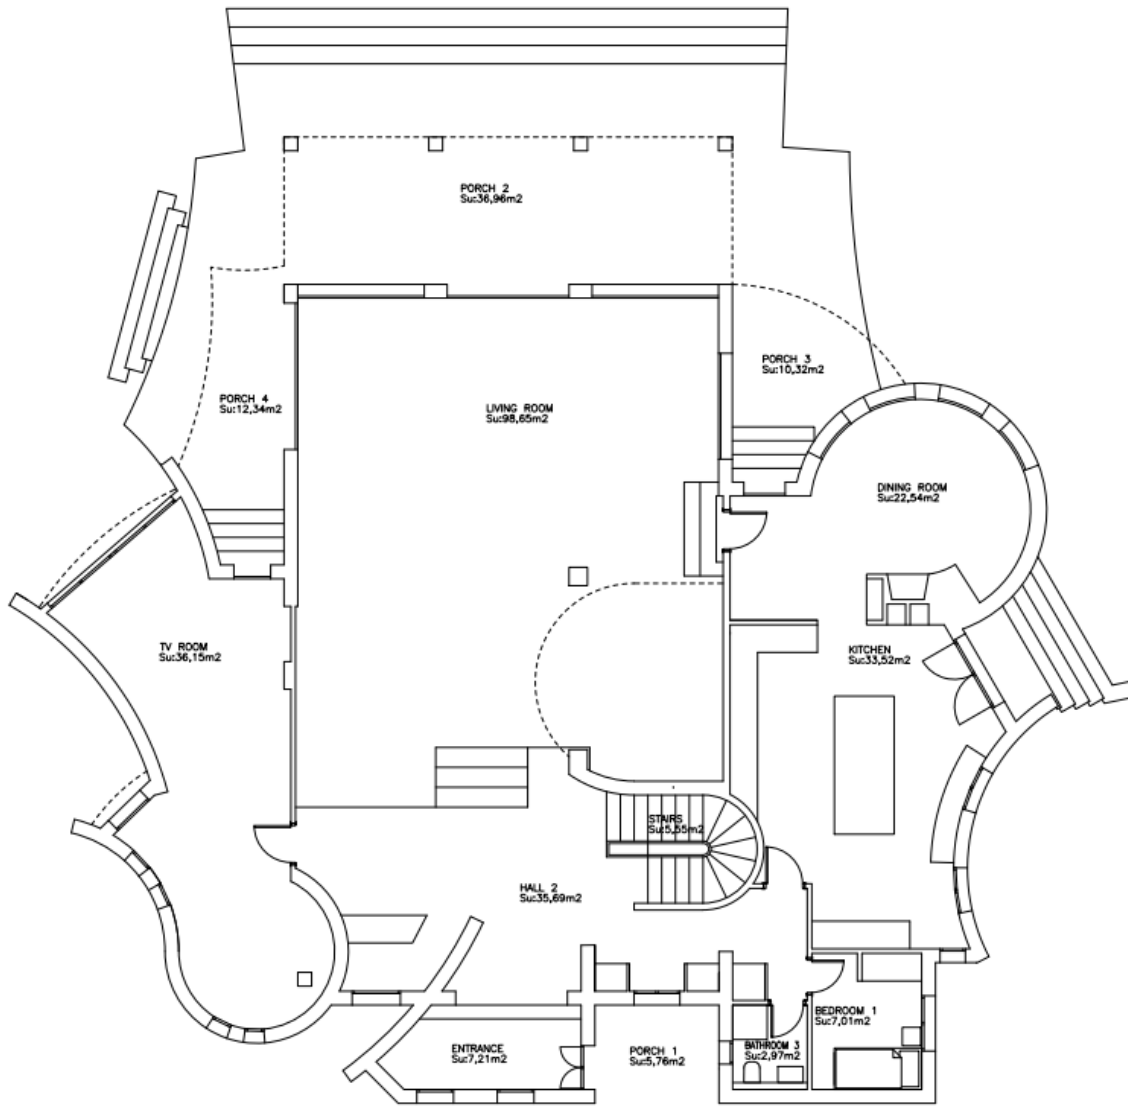 PORCH 2
Su:36,96m2
PORCH 3
Su:10,32m2
PORCH 4
Su:12,34m2
LIVING ROOM
Su:98,65m2
DINING ROOM
Su:22,54m2
TV ROOM
Su:36,15m2
KITCHEN
Su:33,52m2
STAIRS
Su:5,55m2
HALL 2
Su:35,69m2
BEDROOM 1
Su:7,01m2
ENTRANCE
Su:7,21m2
PORCH 1
Su:5,76m2
BATHROOM 3
Su:2,97m2